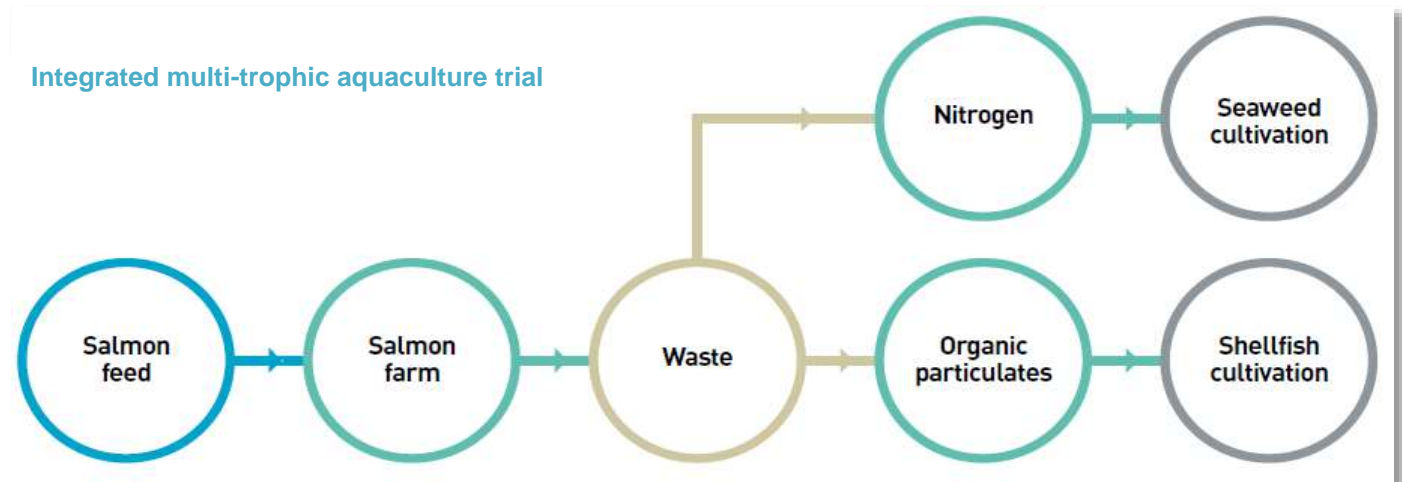 Integrated multi-trophic aquaculture trial
Nitrogen
Seaweed
cultivation
Salmon
feed
Salmon
farm
Waste
Organic
particulates
Shellfish
cultivation